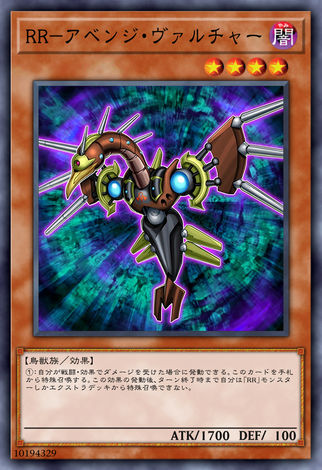 RR－アベンジ・ヴァルチャー
闇
やみ
【鳥獣族／効果】
①：自分が戦闘・効果でダメージを受けた場合に発動できる。このカードを手札
から特殊召喚する。この効果の発動後、ターン終了時まで自分は「RR」モンスタ
ーしかエクストラデッキから特殊召喚できない。
ATK/1700 DEF/ 100
10194329